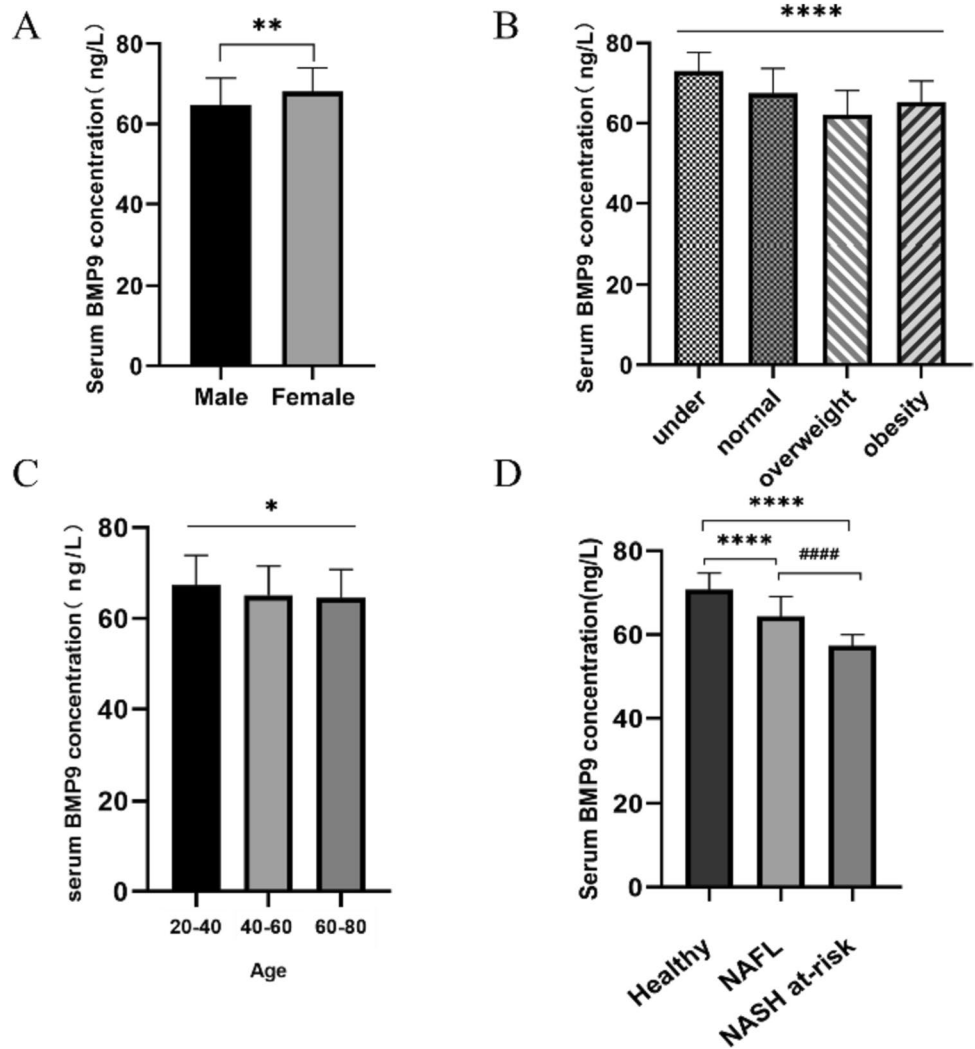 A
Serum BMP9 concentration( ng/L)
80
60
40
20
0
**
Male Female
B
Serum BMP9 concentration( ng/L)
80
60
40
20
0
****
under normal overweight obesity
C
serum BMP9 concentration( ng/L)
80
60
40
20
0
*
20-40 40-60 60-80
Age
D
Serum BMP9 concentration(ng/L)
80
60
40
20
0
****
**** ####
Healthy NAFL NASH at-risk